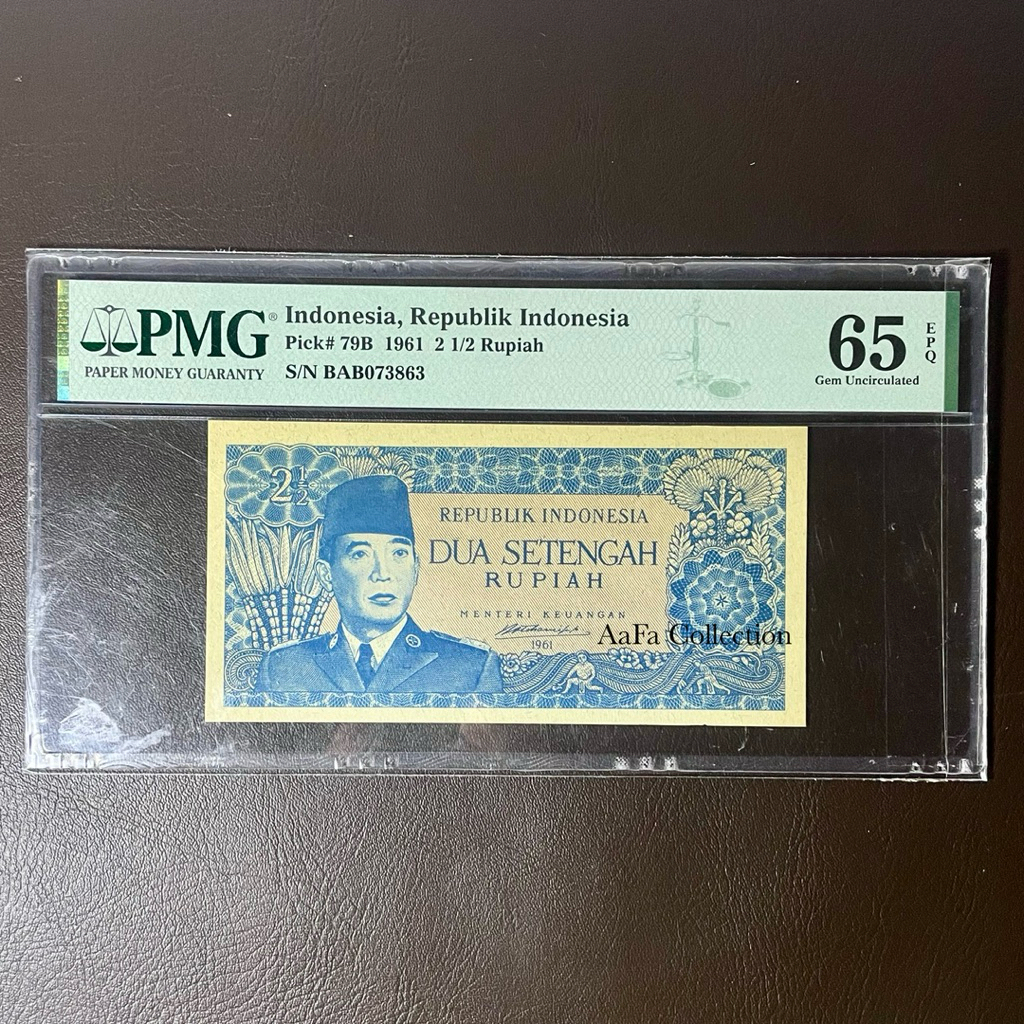 PMG®
PAPER MONEY GUARANTY
Indonesia, Republik Indonesia
Pick# 79B 1961 2 1/2 Rupiah
S/N BAB073863
65
EPQ
Gem Uncirculated
2½
REPUBLIK INDONESIA
DUA SETENGAH
RUPIAH
MENTERI KEUANGAN
1961
AaFa Collection